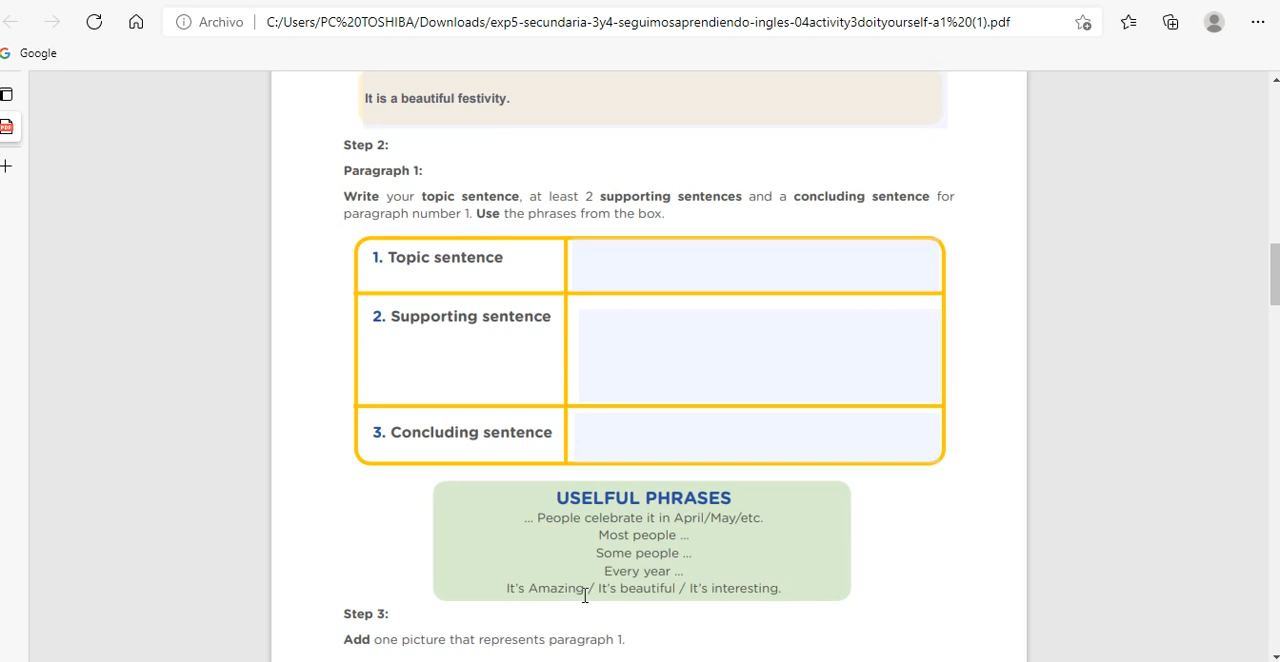 Archivo
C:/Users/PC%20TOSHIBA/Downloads/exp5-secundaria-3y4-seguimosaprendiendo-ingles-04activity3doityourself-a1%20(1).pdf
Google
It is a beautiful festivity.
Step 2:
Paragraph 1:
Write your topic sentence, at least 2 supporting sentences and a concluding sentence for
paragraph number 1. Use the phrases from the box.
1. Topic sentence
2. Supporting sentence
3. Concluding sentence
USELFUL PHRASES
... People celebrate it in April/May/etc.
Most people ...
Some people ...
Every year ...
It's Amazing / It's beautiful / It's interesting.
Step 3:
Add one picture that represents paragraph 1.